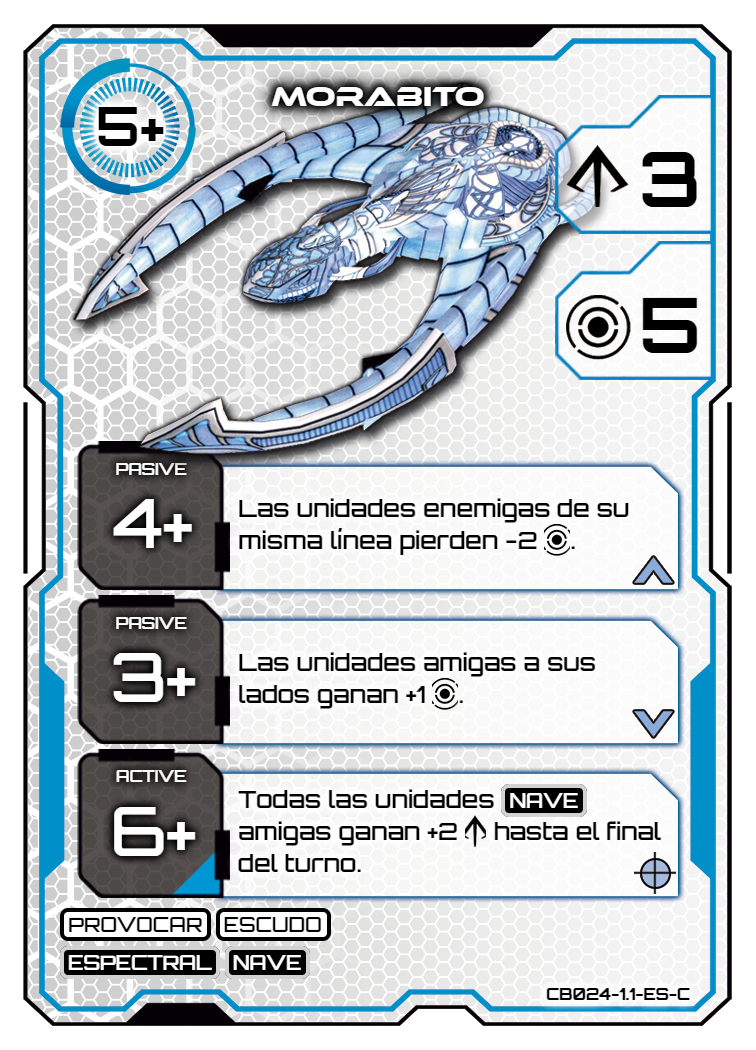 MORABITO
5+
3
5
PASIVE
4+
Las unidades enemigas de su
misma línea pierden -2 .
PASIVE
3+
Las unidades amigas a sus
lados ganan +1 .
ACTIVE
6+
Todas las unidades NAVE
amigas ganan +2 hasta el final
del turno.
PROVOCAR ESCUDO
ESPECTRAL NAVE
CB024-1.1-ES-C